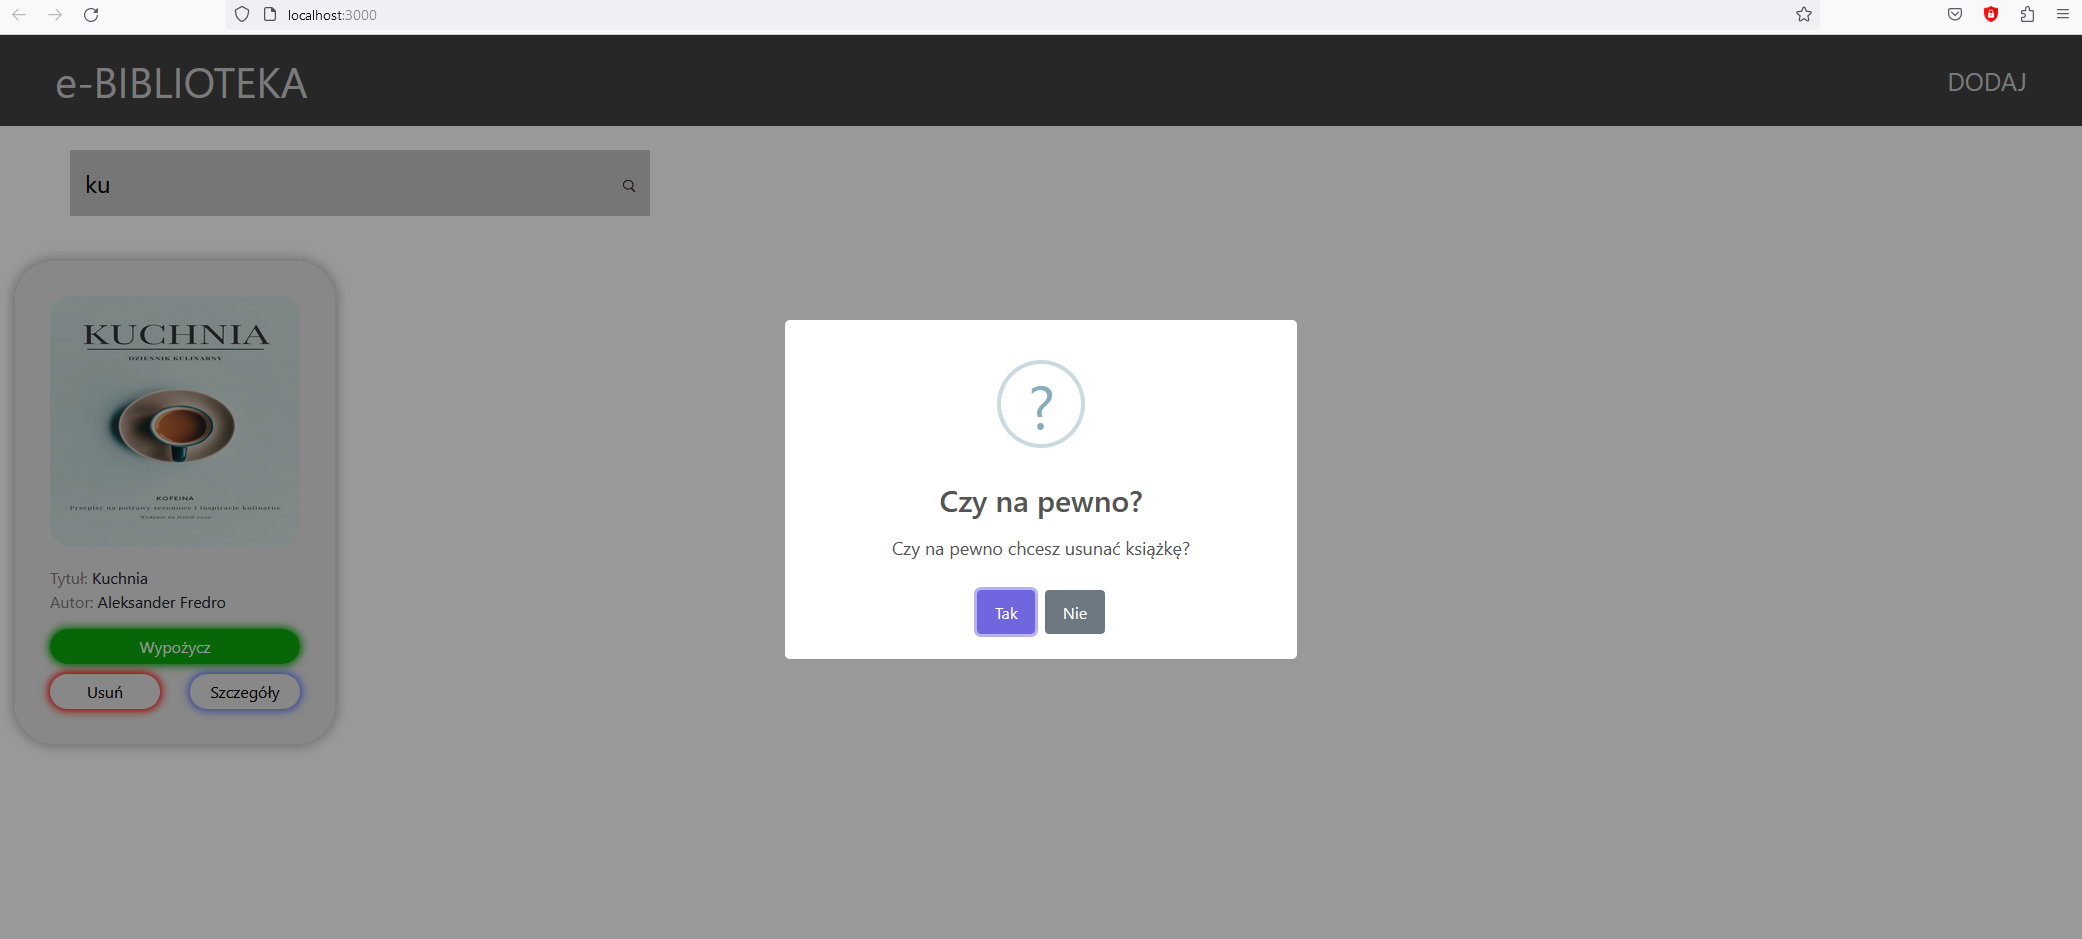 localhost:3000
e-BIBLIOTEKA
DODAJ
ku
KUCHNIA
DZIENNIK KULINARNY
KOFEINA
Przepisy na potrawy sezonowe i inspiracje kulinarne
Tytuł: Kuchnia
Autor: Aleksander Fredro
Wypożycz
Usuń
Szczegóły
?
Czy na pewno?
Czy na pewno chcesz usunać książkę?
Tak
Nie